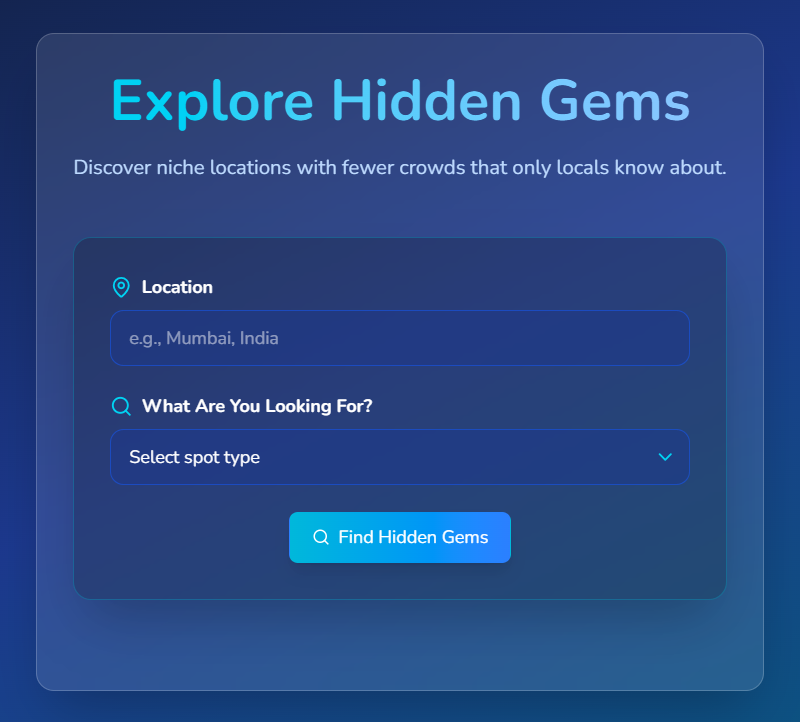 Explore Hidden Gems
Discover niche locations with fewer crowds that only locals know about.
Location
e.g., Mumbai, India
What Are You Looking For?
Select spot type
Find Hidden Gems